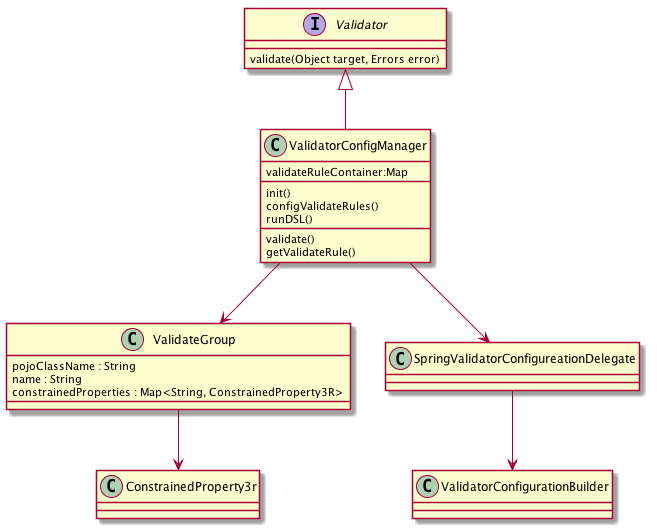 I Validator
validate(Object target, Errors error)
C ValidatorConfigManager
validateRuleContainer:Map
init()
configValidateRules()
runDSL()
validate()
getValidateRule()
C ValidateGroup
pojoClassName : String
name : String
constrainedProperties : Map<String, ConstrainedProperty3R>
C SpringValidatorConfigureationDelegate
C ConstrainedProperty3r
C ValidatorConfigurationBuilder